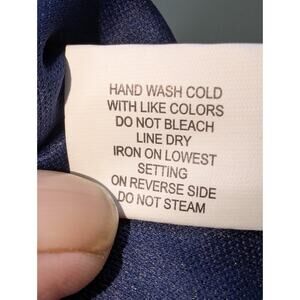 HAND WASH COLD
WITH LIKE COLORS
DO NOT BLEACH
LINE DRY
IRON ON LOWEST
SETTING
ON REVERSE SIDE
DO NOT STEAM